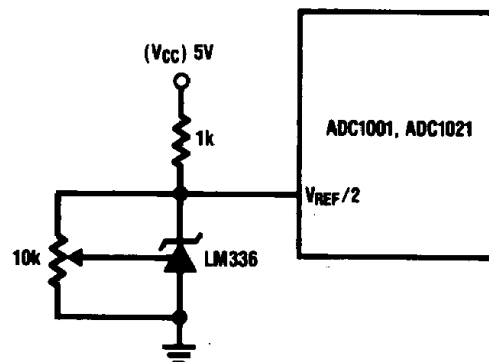 (VCC) 5V
1k
ADC1001, ADC1021
VREF/2
10k
LM336